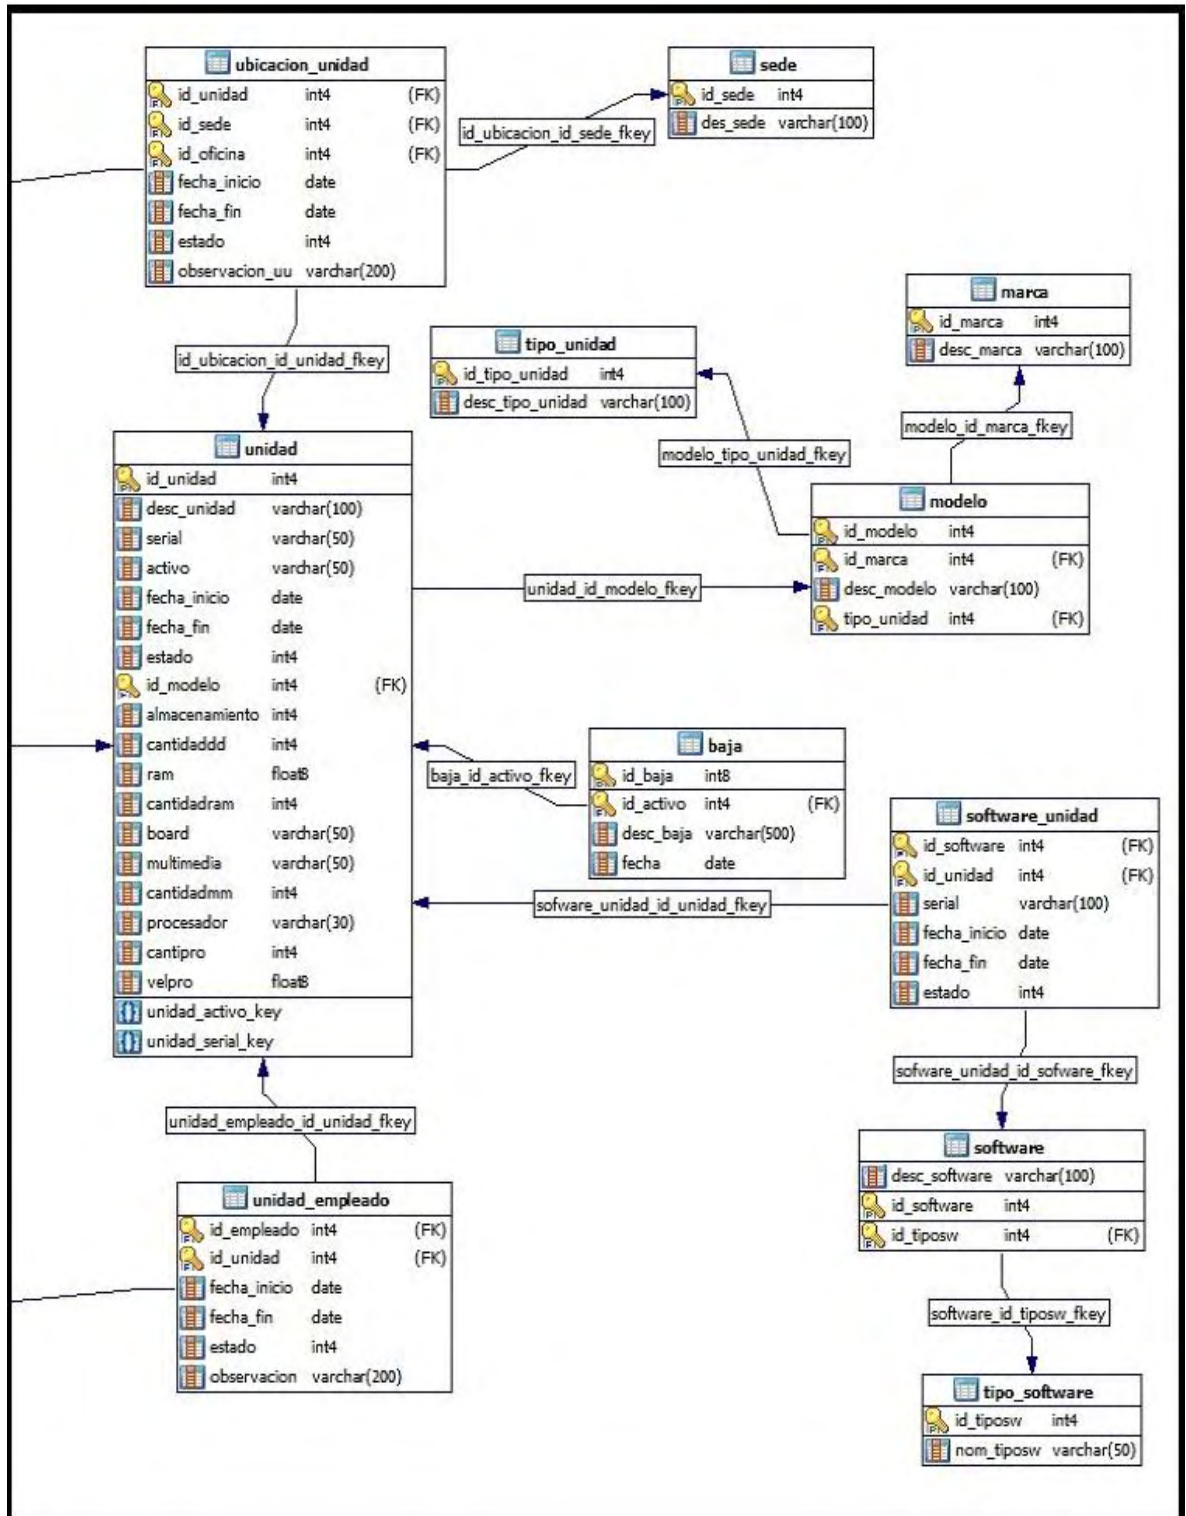 ubicacion_unidad
id_unidad int4 (FK)
id_sede int4 (FK)
id_oficina int4 (FK)
fecha_inicio date
fecha_fin date
estado int4
observacion_uu varchar(200)
sede
id_sede int4
des_sede varchar(100)
id_ubicacion_id_sede_fkey
id_ubicacion_id_unidad_fkey
tipo_unidad
id_tipo_unidad int4
desc_tipo_unidad varchar(100)
marca
id_marca int4
desc_marca varchar(100)
modelo_id_marca_fkey
modelo_tipo_unidad_fkey
modelo
id_modelo int4
id_marca int4 (FK)
desc_modelo varchar(100)
tipo_unidad int4 (FK)
unidad_id_modelo_fkey
unidad
id_unidad int4
desc_unidad varchar(100)
serial varchar(50)
activo varchar(50)
fecha_inicio date
fecha_fin date
estado int4
id_modelo int4 (FK)
almacenamiento int4
cantidaddd int4
ram float8
cantidadram int4
board varchar(50)
multimedia varchar(50)
cantidadmm int4
procesador varchar(30)
cantipro int4
velpro float8
unidad_activo_key
unidad_serial_key
baja_id_activo_fkey
baja
id_baja int8
id_activo int4 (FK)
desc_baja varchar(500)
fecha date
sofware_unidad_id_unidad_fkey
software_unidad
id_software int4 (FK)
id_unidad int4 (FK)
serial varchar(100)
fecha_inicio date
fecha_fin date
estado int4
sofware_unidad_id_sofware_fkey
software
desc_software varchar(100)
id_software int4
id_tiposw int4 (FK)
software_id_tiposw_fkey
tipo_software
id_tiposw int4
nom_tiposw varchar(50)
unidad_empleado_id_unidad_fkey
unidad_empleado
id_empleado int4 (FK)
id_unidad int4 (FK)
fecha_inicio date
fecha_fin date
estado int4
observacion varchar(200)